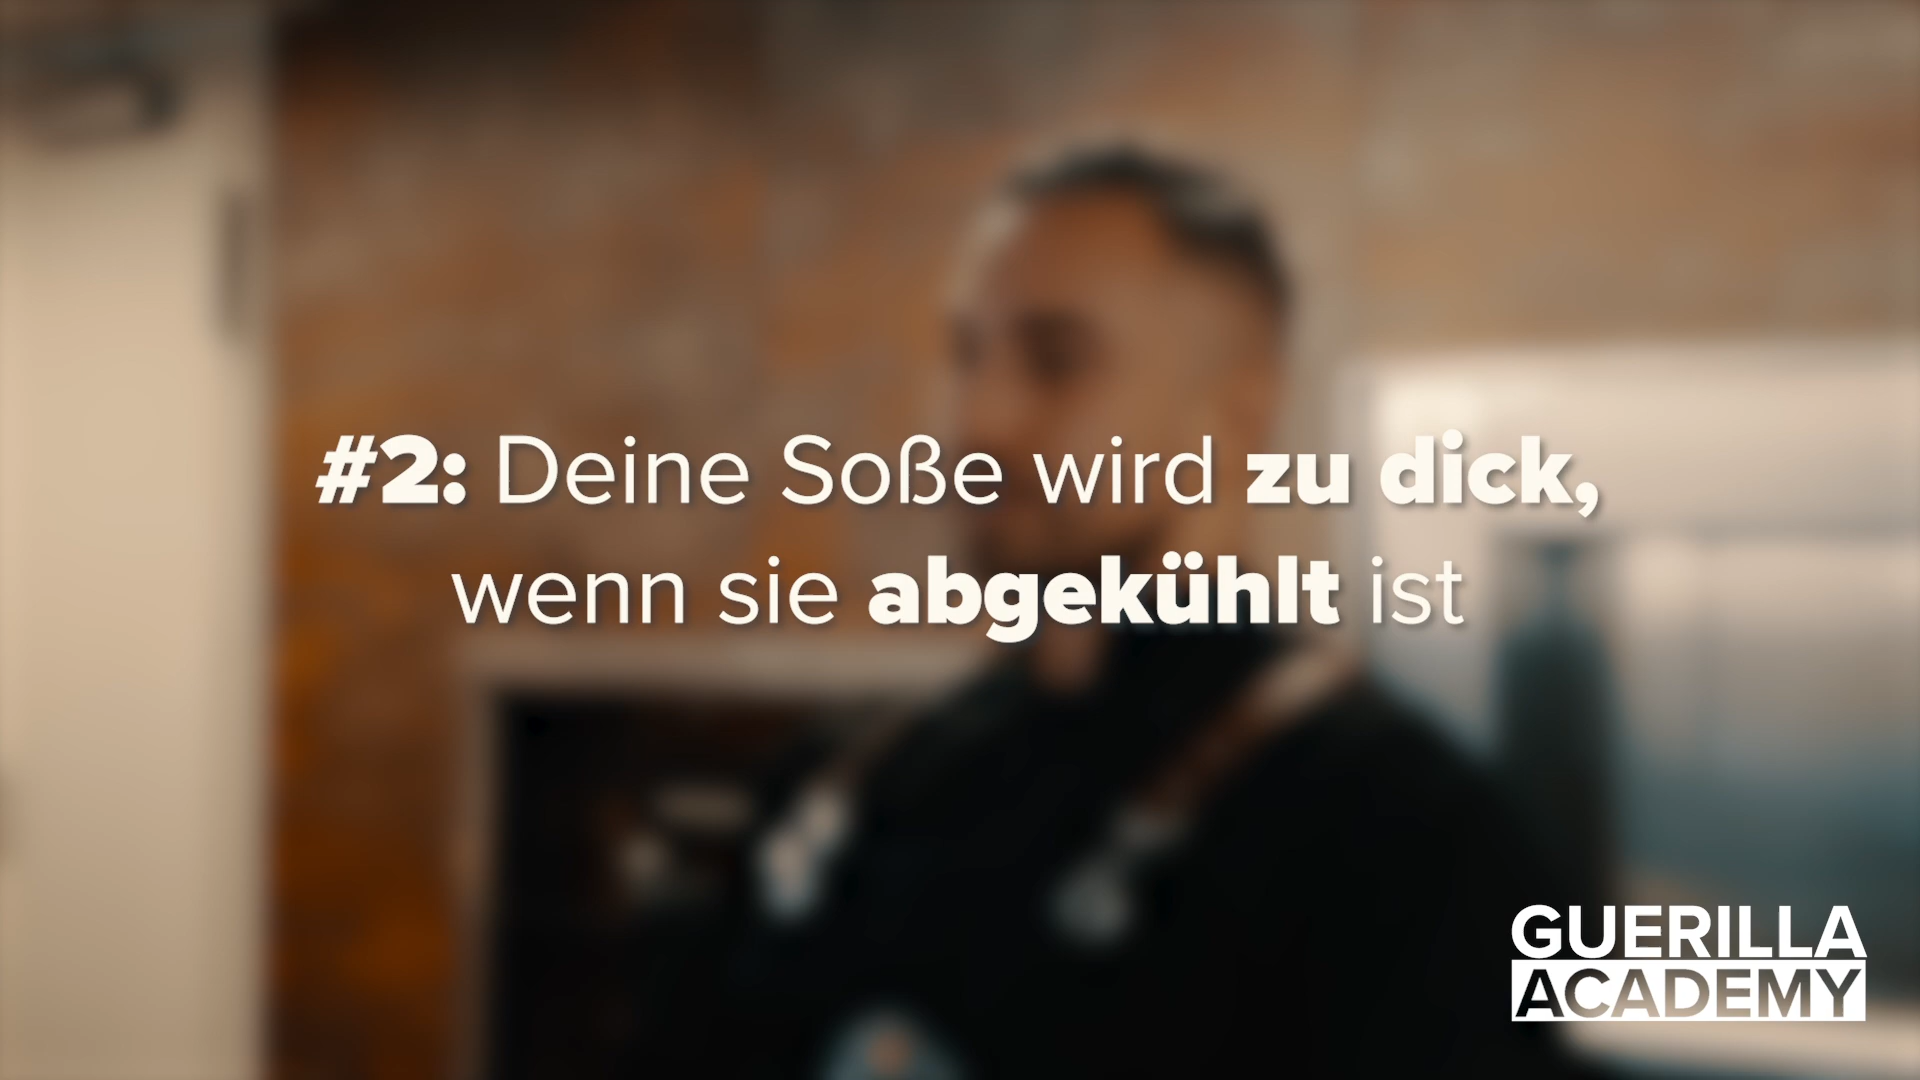 #2: Deine Soße wird zu dick,
wenn sie abgekühlt ist
GUERILLA
ACADEMY